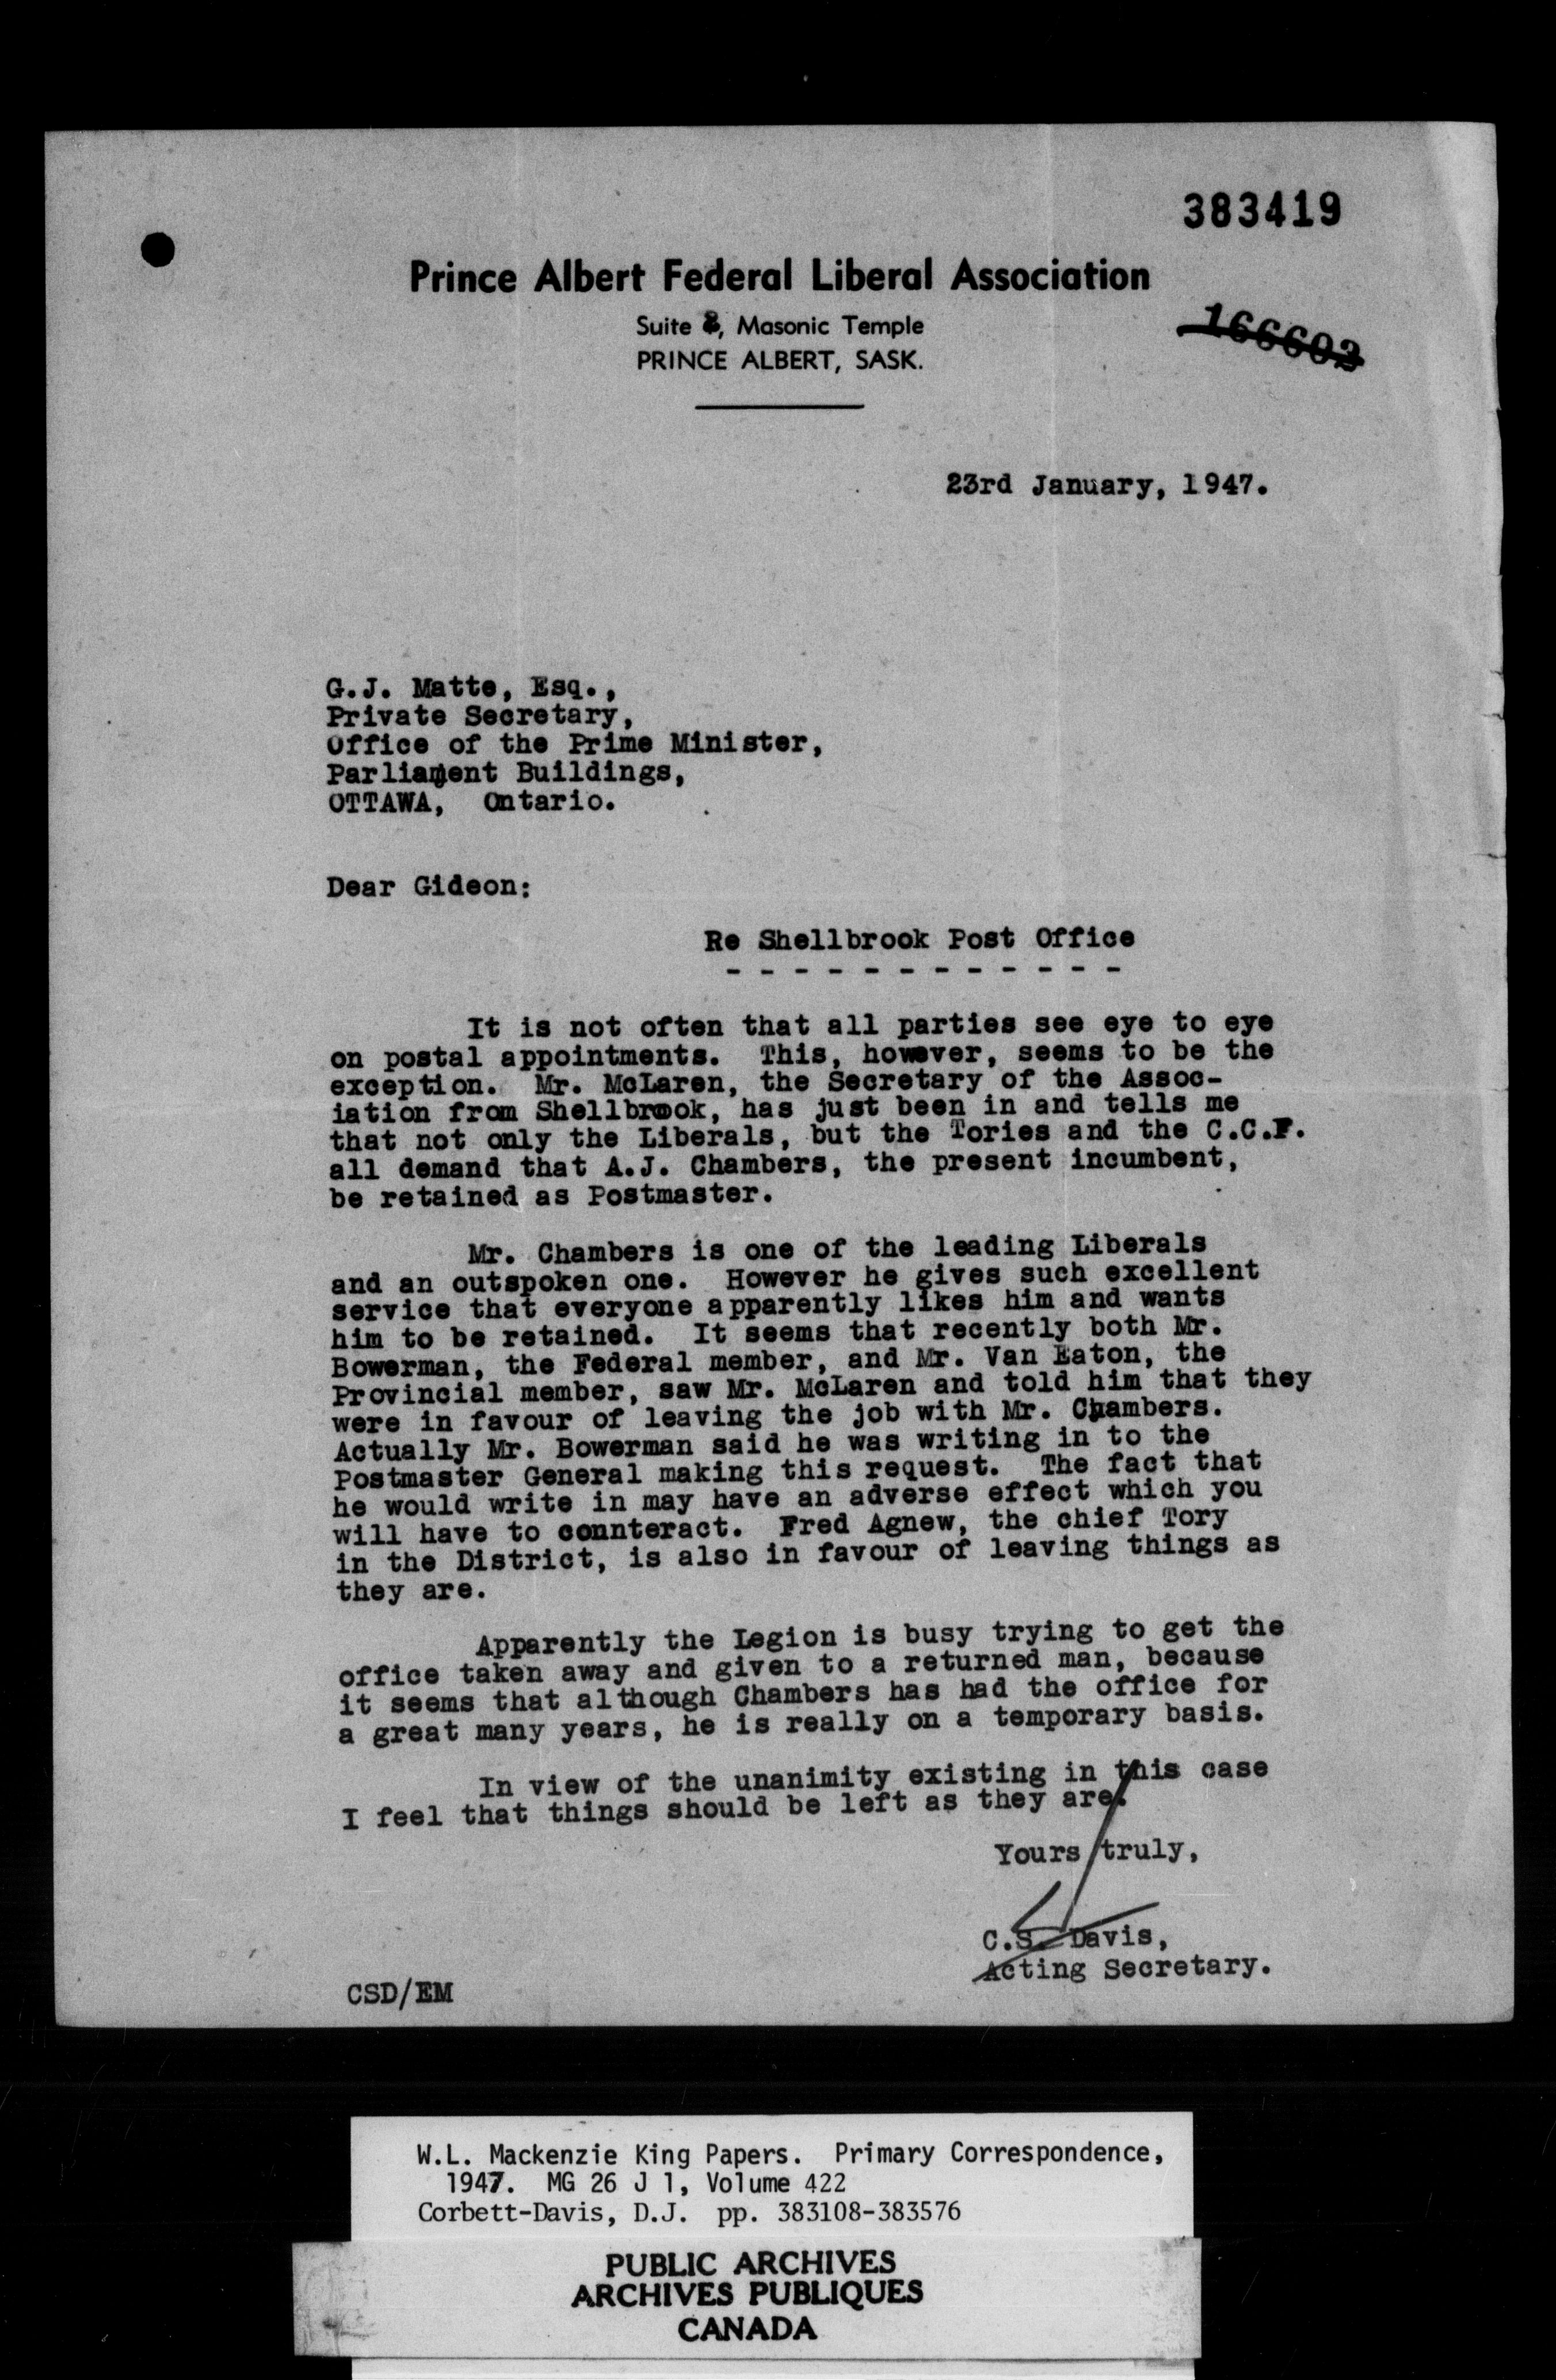 383419
Prince Albert Federal Liberal Association
Suite 8, Masonic Temple
166602
PRINCE ALBERT, SASK.
23rd January, 1947.
G.J. Matte, Esq.,
Private Secretary,
Office of the Prime Minister,
Parliament Buildings,
OTTAWA, Ontario.
Dear Gideon:
Re Shellbrook Post Office
- - - - - - - - - - - -
It is not often that all parties see eye to eye
on postal appointments. This, however, seems to be the
exception. Mr. McLaren, the Secretary of the Assoc-
iation from Shellbrook, has just been in and tells me
that not only the Liberals, but the Tories and the C.C.F.
all demand that A.J. Chambers, the present incumbent,
be retained as Postmaster.
Mr. Chambers is one of the leading Liberals
and an outspoken one. However he gives such excellent
service that everyone apparently likes him and wants
him to be retained. It seems that recently both Mr.
Bowerman, the Federal member, and Mr. Van Eaton, the
Provincial member, saw Mr. McLaren and told him that they
were in favour of leaving the job with Mr. Chambers.
Actually Mr. Bowerman said he was writing in to the
Postmaster General making this request. The fact that
he would write in may have an adverse effect which you
will have to connteract. Fred Agnew, the chief Tory
in the District, is also in favour of leaving things as
they are.
Apparently the Legion is busy trying to get the
office taken away and given to a returned man, because
it seems that although Chambers has had the office for
a great many years, he is really on a temporary basis.
In view of the unanimity existing in this case
I feel that things should be left as they are.
Yours truly,
C.S. Davis,
Acting Secretary.
CSD/EM
W.L. Mackenzie King Papers. Primary Correspondence,
1947. MG 26 J 1, Volume 422
Corbett-Davis, D.J. pp. 383108-383576
PUBLIC ARCHIVES
ARCHIVES PUBLIQUES
CANADA